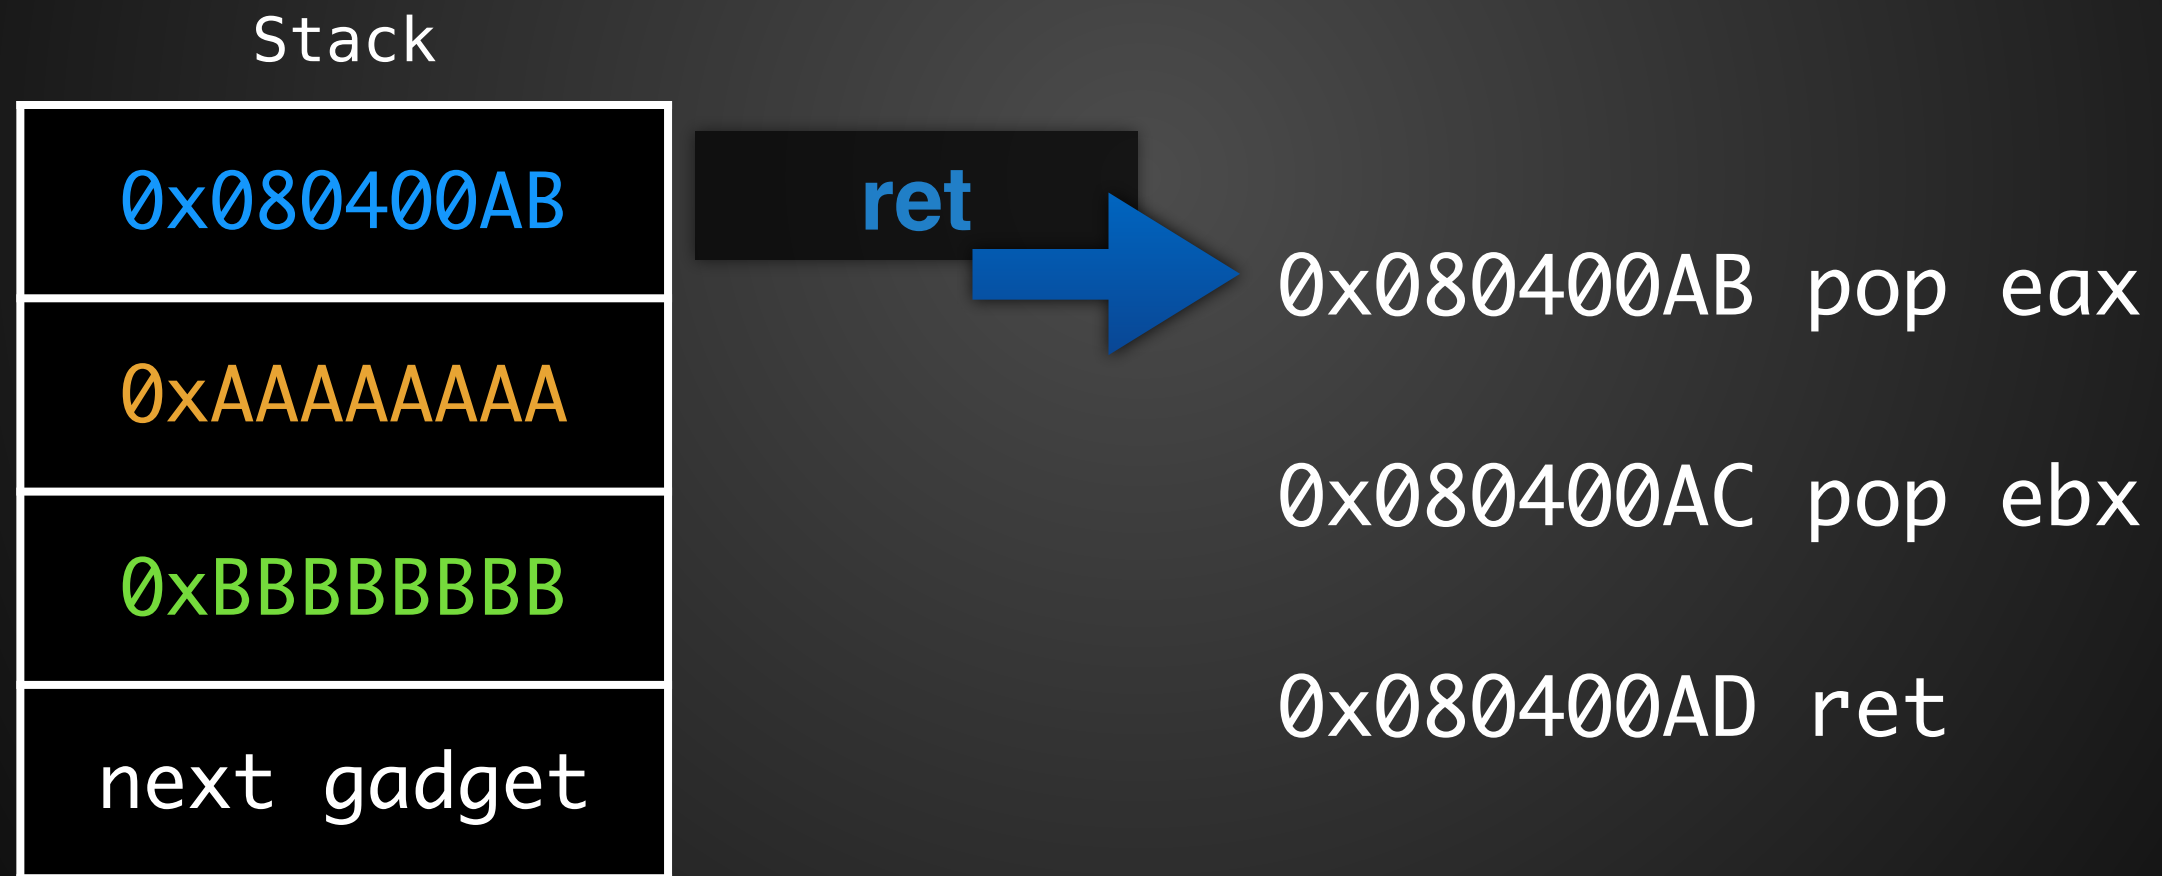 Stack
0x080400AB
ret
0xAAAAAAAA
0xBBBBBBBB
next gadget
0x080400AB pop eax
0x080400AC pop ebx
0x080400AD ret